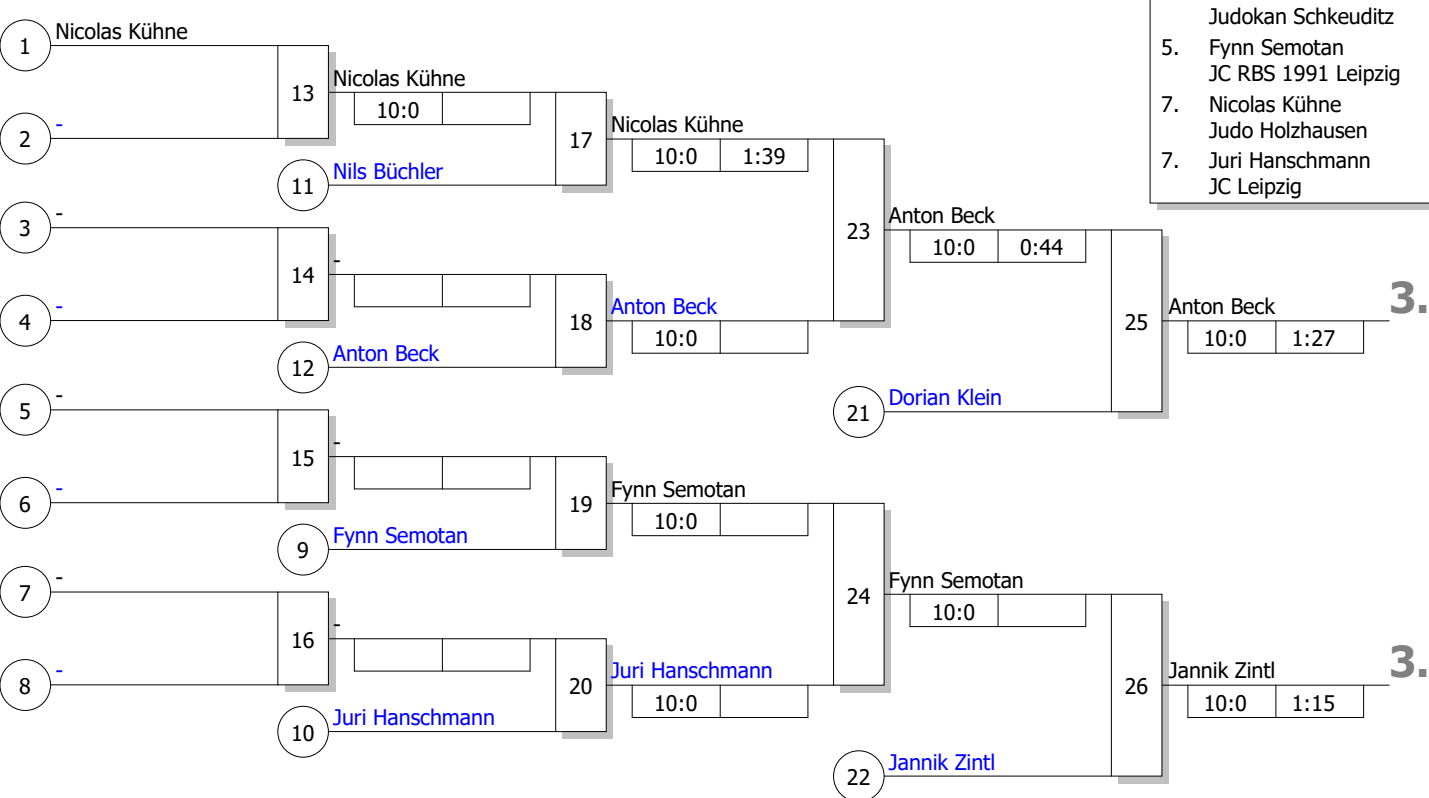 Judokan Schkeuditz
5. Fynn Semotan
JC RBS 1991 Leipzig
7. Nicolas Kühne
Judo Holzhausen
7. Juri Hanschmann
JC Leipzig
1 Nicolas Kühne
2 -
13 Nicolas Kühne
10:0
11 Nils Büchler
17 Nicolas Kühne
10:0 1:39
3 -
4 -
14 -
12 Anton Beck
18 Anton Beck
10:0
23 Anton Beck
10:0 0:44
21 Dorian Klein
25 Anton Beck 3.
10:0 1:27
5 -
6 -
15 -
9 Fynn Semotan
19 Fynn Semotan
10:0
7 -
8 -
16 -
10 Juri Hanschmann
20 Juri Hanschmann
10:0
24 Fynn Semotan
10:0
22 Jannik Zintl
26 Jannik Zintl 3.
10:0 1:15